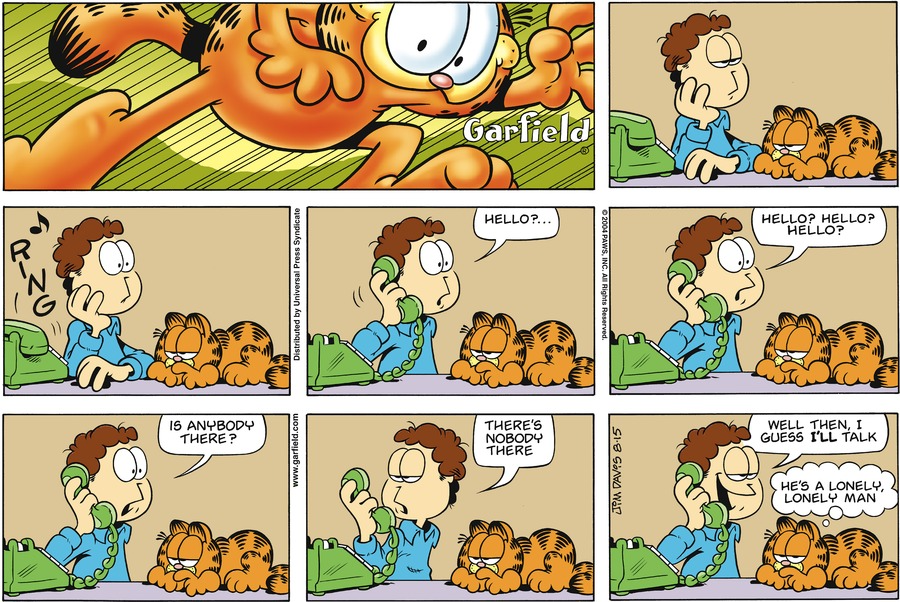 Garfield
®
♪
RING
Distributed by Universal Press Syndicate
HELLO?...
© 2004 PAWS, INC. All Rights Reserved.
HELLO? HELLO?
HELLO?
IS ANYBODY
THERE?
www.garfield.com
THERE'S
NOBODY
THERE
JIM DAVIS 8·15
WELL THEN, I
GUESS I'LL TALK
HE'S A LONELY,
LONELY MAN